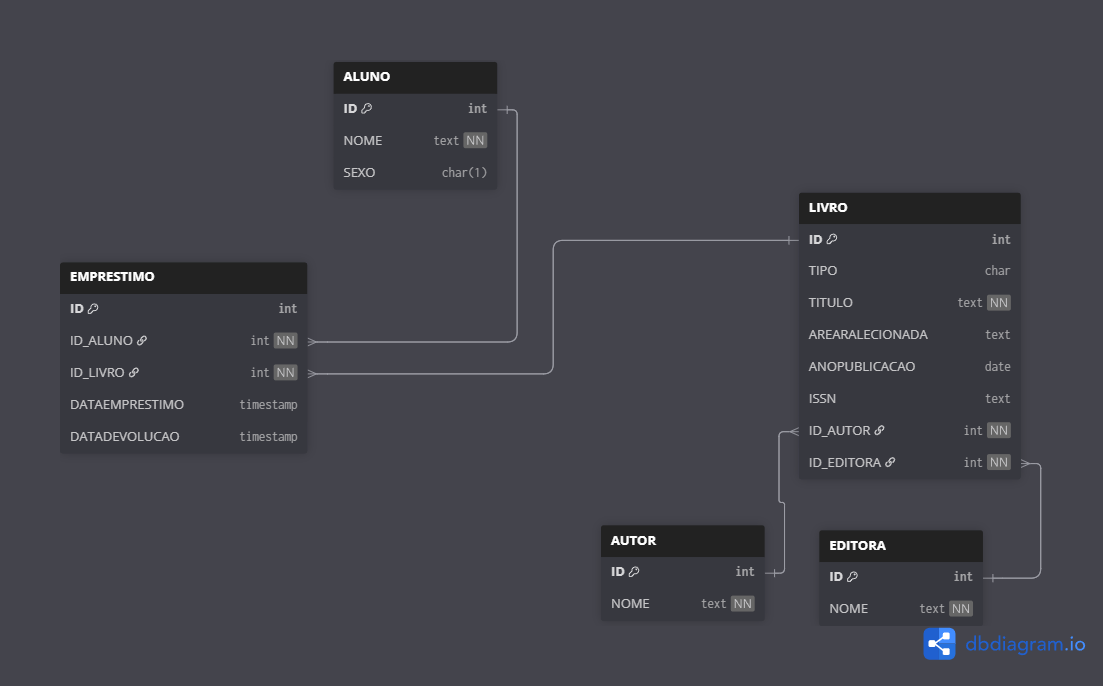 ALUNO
ID int
NOME text NN
SEXO char(1)
LIVRO
ID int
TIPO char
TITULO text NN
AREARALECIONADA text
ANOPUBLICACAO date
ISSN text
ID_AUTOR int NN
ID_EDITORA int NN
EMPRESTIMO
ID int
ID_ALUNO int NN
ID_LIVRO int NN
DATAEMPRESTIMO timestamp
DATADEVOLUCAO timestamp
AUTOR
ID int
NOME text NN
EDITORA
ID int
NOME text NN
dbdiagram.io